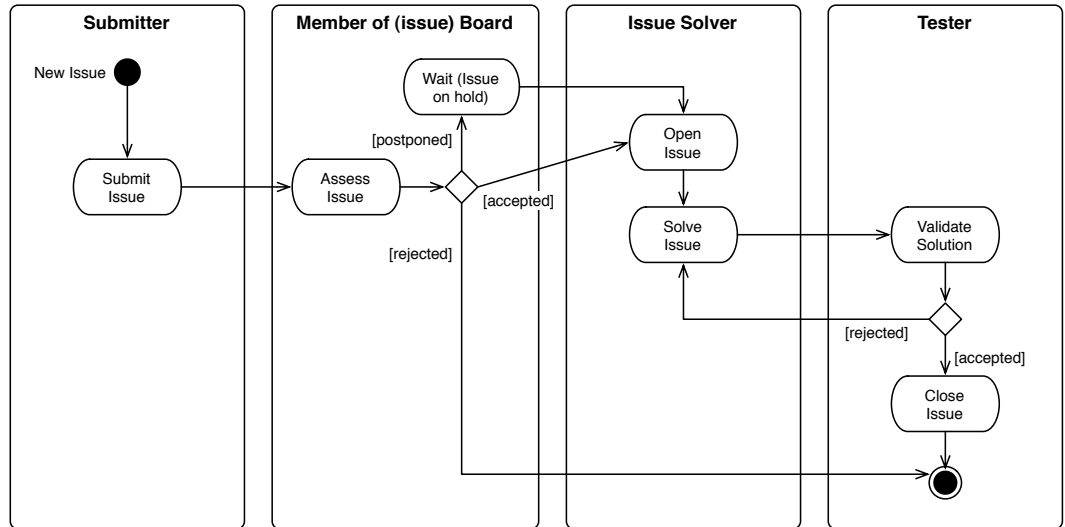 Submitter
Member of (issue) Board
Issue Solver
Tester
New Issue
Wait (Issue
on hold)
Open
Issue
[postponed]
Submit
Issue
Assess
Issue
[accepted]
Solve
Issue
Validate
Solution
[rejected]
[rejected]
[accepted]
Close
Issue